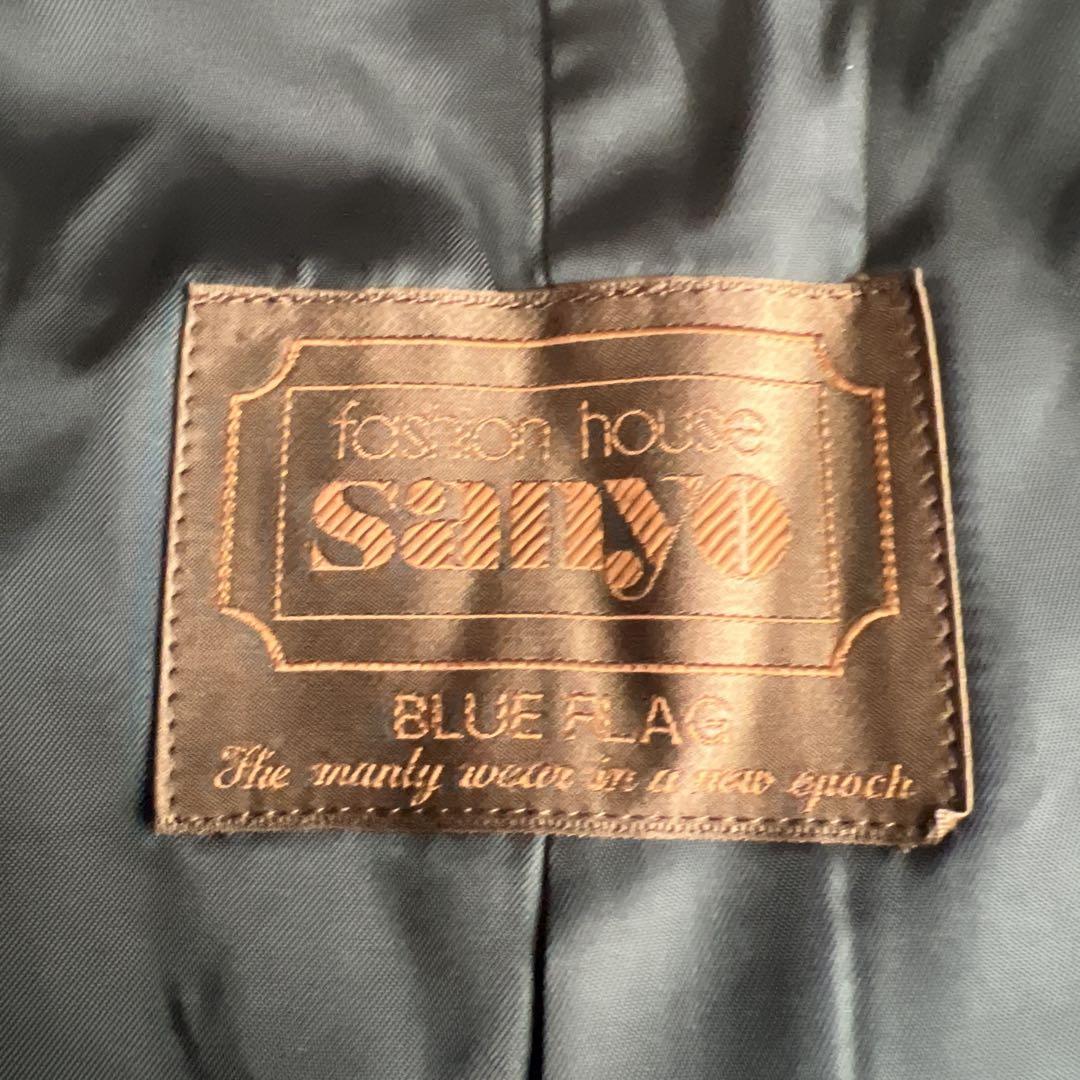 fashion house
sanyo
BLUE FLAG
The manly wear in a new epoch